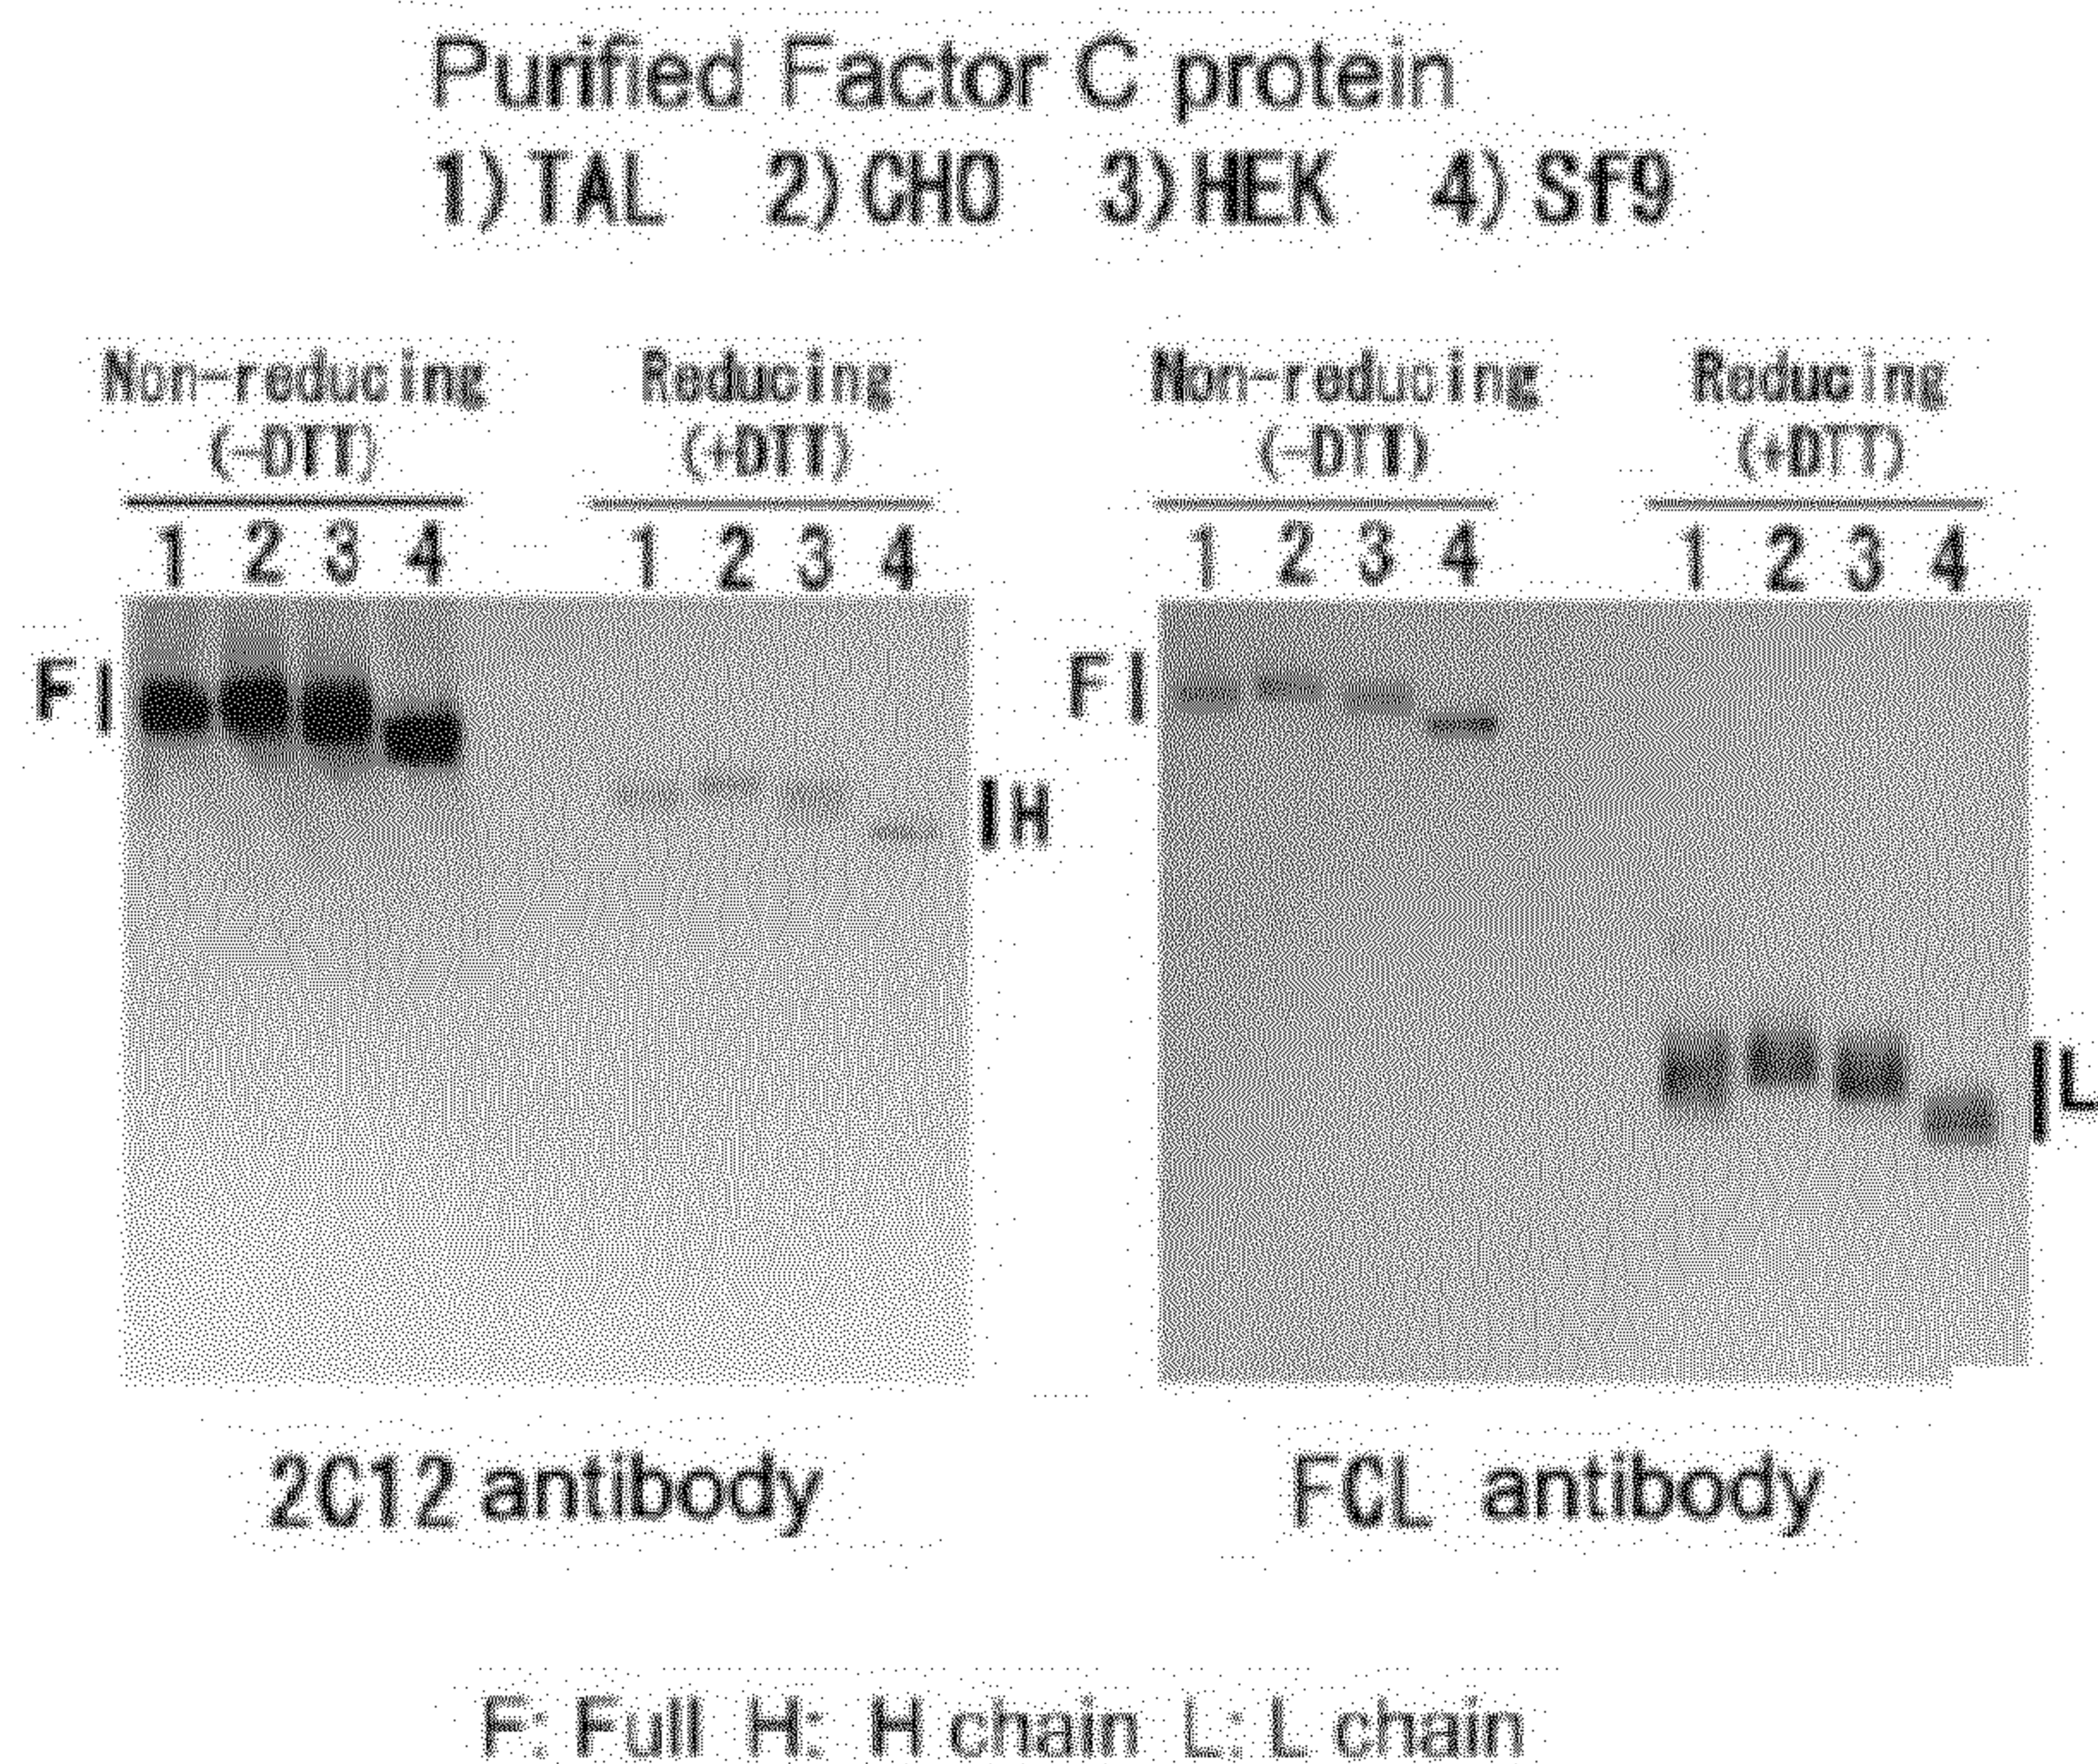 Purified Factor C protein
1) TAL 2) CHO 3) HEK 4) Sf9
Non-reducing Reducing Non-reducing Reducing
(-DTT) (+DTT) (-DTT) (+DTT)
1 2 3 4 1 2 3 4 1 2 3 4 1 2 3 4
F F
H
L
2C12 antibody FCL antibody
F: Full H: H chain L: L chain